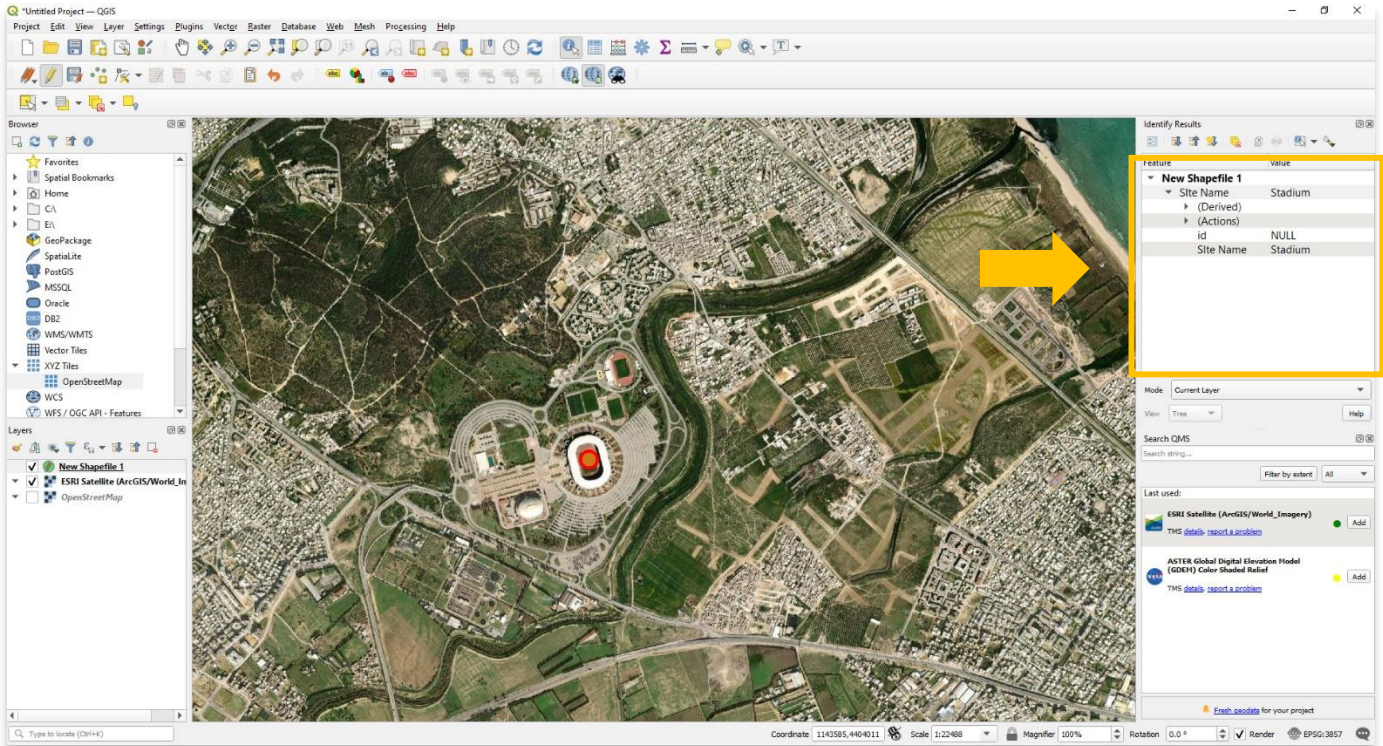 *Untitled Project — QGIS
Project Edit View Layer Settings Plugins Vector Raster Database Web Mesh Processing Help
Browser
Favorites
Spatial Bookmarks
Home
C:\
E:\
GeoPackage
SpatiaLite
PostGIS
MSSQL
Oracle
DB2
WMS/WMTS
Vector Tiles
XYZ Tiles
OpenStreetMap
WCS
WFS / OGC API - Features
Layers
New Shapefile 1
ESRI Satellite (ArcGIS/World_In
OpenStreetMap
Identify Results
Feature Value
New Shapefile 1
SIte Name Stadium
(Derived)
(Actions)
id NULL
SIte Name Stadium
Mode Current Layer
View Tree Help
Search QMS
Search string...
Filter by extent All
Last used:
ESRI Satellite (ArcGIS/World_Imagery)
TMS details, report a problem
Add
ASTER Global Digital Elevation Model
(GDEM) Color Shaded Relief
TMS details, report a problem
Add
Fresh geodata for your project
Type to locate (Ctrl+K) Coordinate 1143585,4404011 Scale 1:22488 Magnifier 100% Rotation 0.0 ° Render EPSG:3857